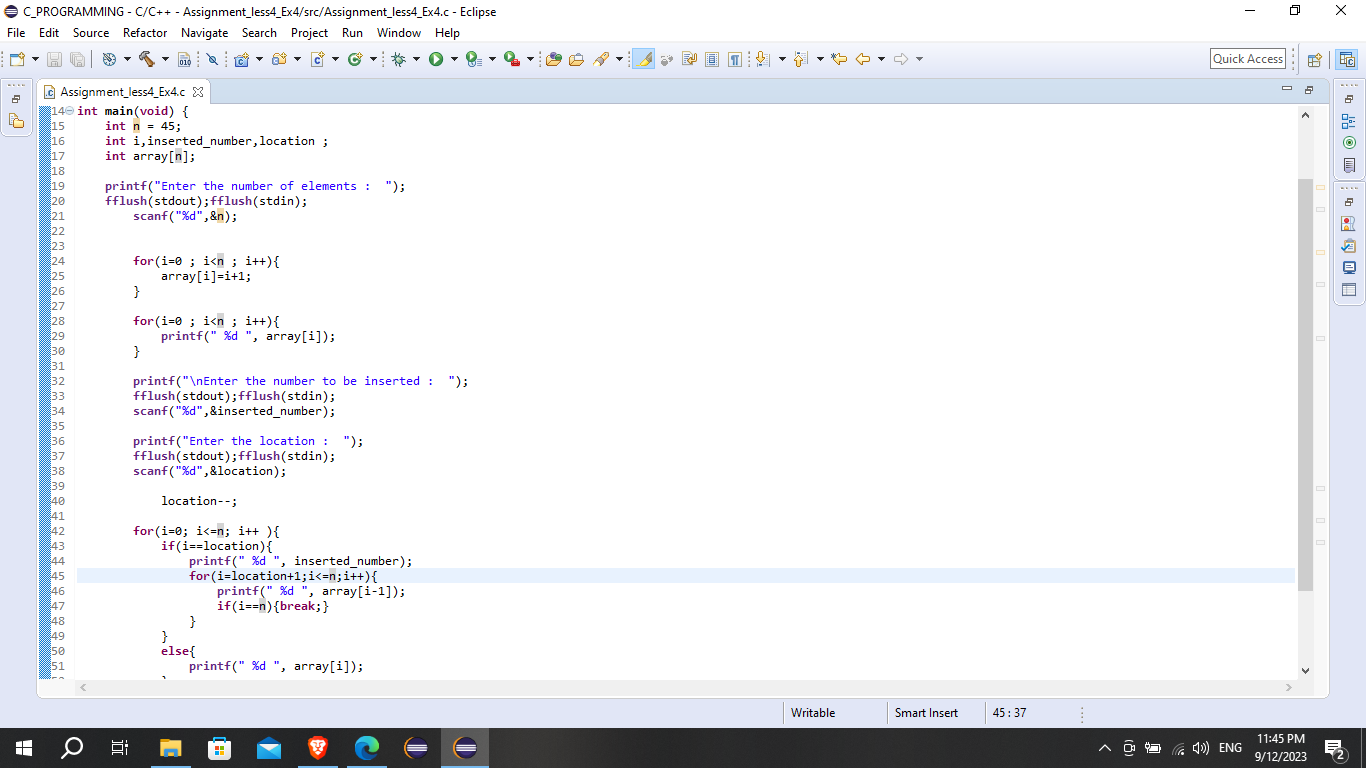 C_PROGRAMMING - C/C++ - Assignment_less4_Ex4/src/Assignment_less4_Ex4.c - Eclipse
File Edit Source Refactor Navigate Search Project Run Window Help
Quick Access
Assignment_less4_Ex4.c
14 int main(void) {
15 int n = 45;
16 int i,inserted_number,location ;
17 int array[n];
18
19 printf("Enter the number of elements :  ");
20 fflush(stdout);fflush(stdin);
21 scanf("%d",&n);
22
23
24 for(i=0 ; i<n ; i++){
25 array[i]=i+1;
26 }
27
28 for(i=0 ; i<n ; i++){
29 printf(" %d ", array[i]);
30 }
31
32 printf("\nEnter the number to be inserted :  ");
33 fflush(stdout);fflush(stdin);
34 scanf("%d",&inserted_number);
35
36 printf("Enter the location :  ");
37 fflush(stdout);fflush(stdin);
38 scanf("%d",&location);
39
40 location--;
41
42 for(i=0; i<=n; i++ ){
43 if(i==location){
44 printf(" %d ", inserted_number);
45 for(i=location+1;i<=n;i++){
46 printf(" %d ", array[i-1]);
47 if(i==n){break;}
48 }
49 }
50 else{
51 printf(" %d ", array[i]);
Writable Smart Insert 45 : 37
ENG 11:45 PM
9/12/2023
2